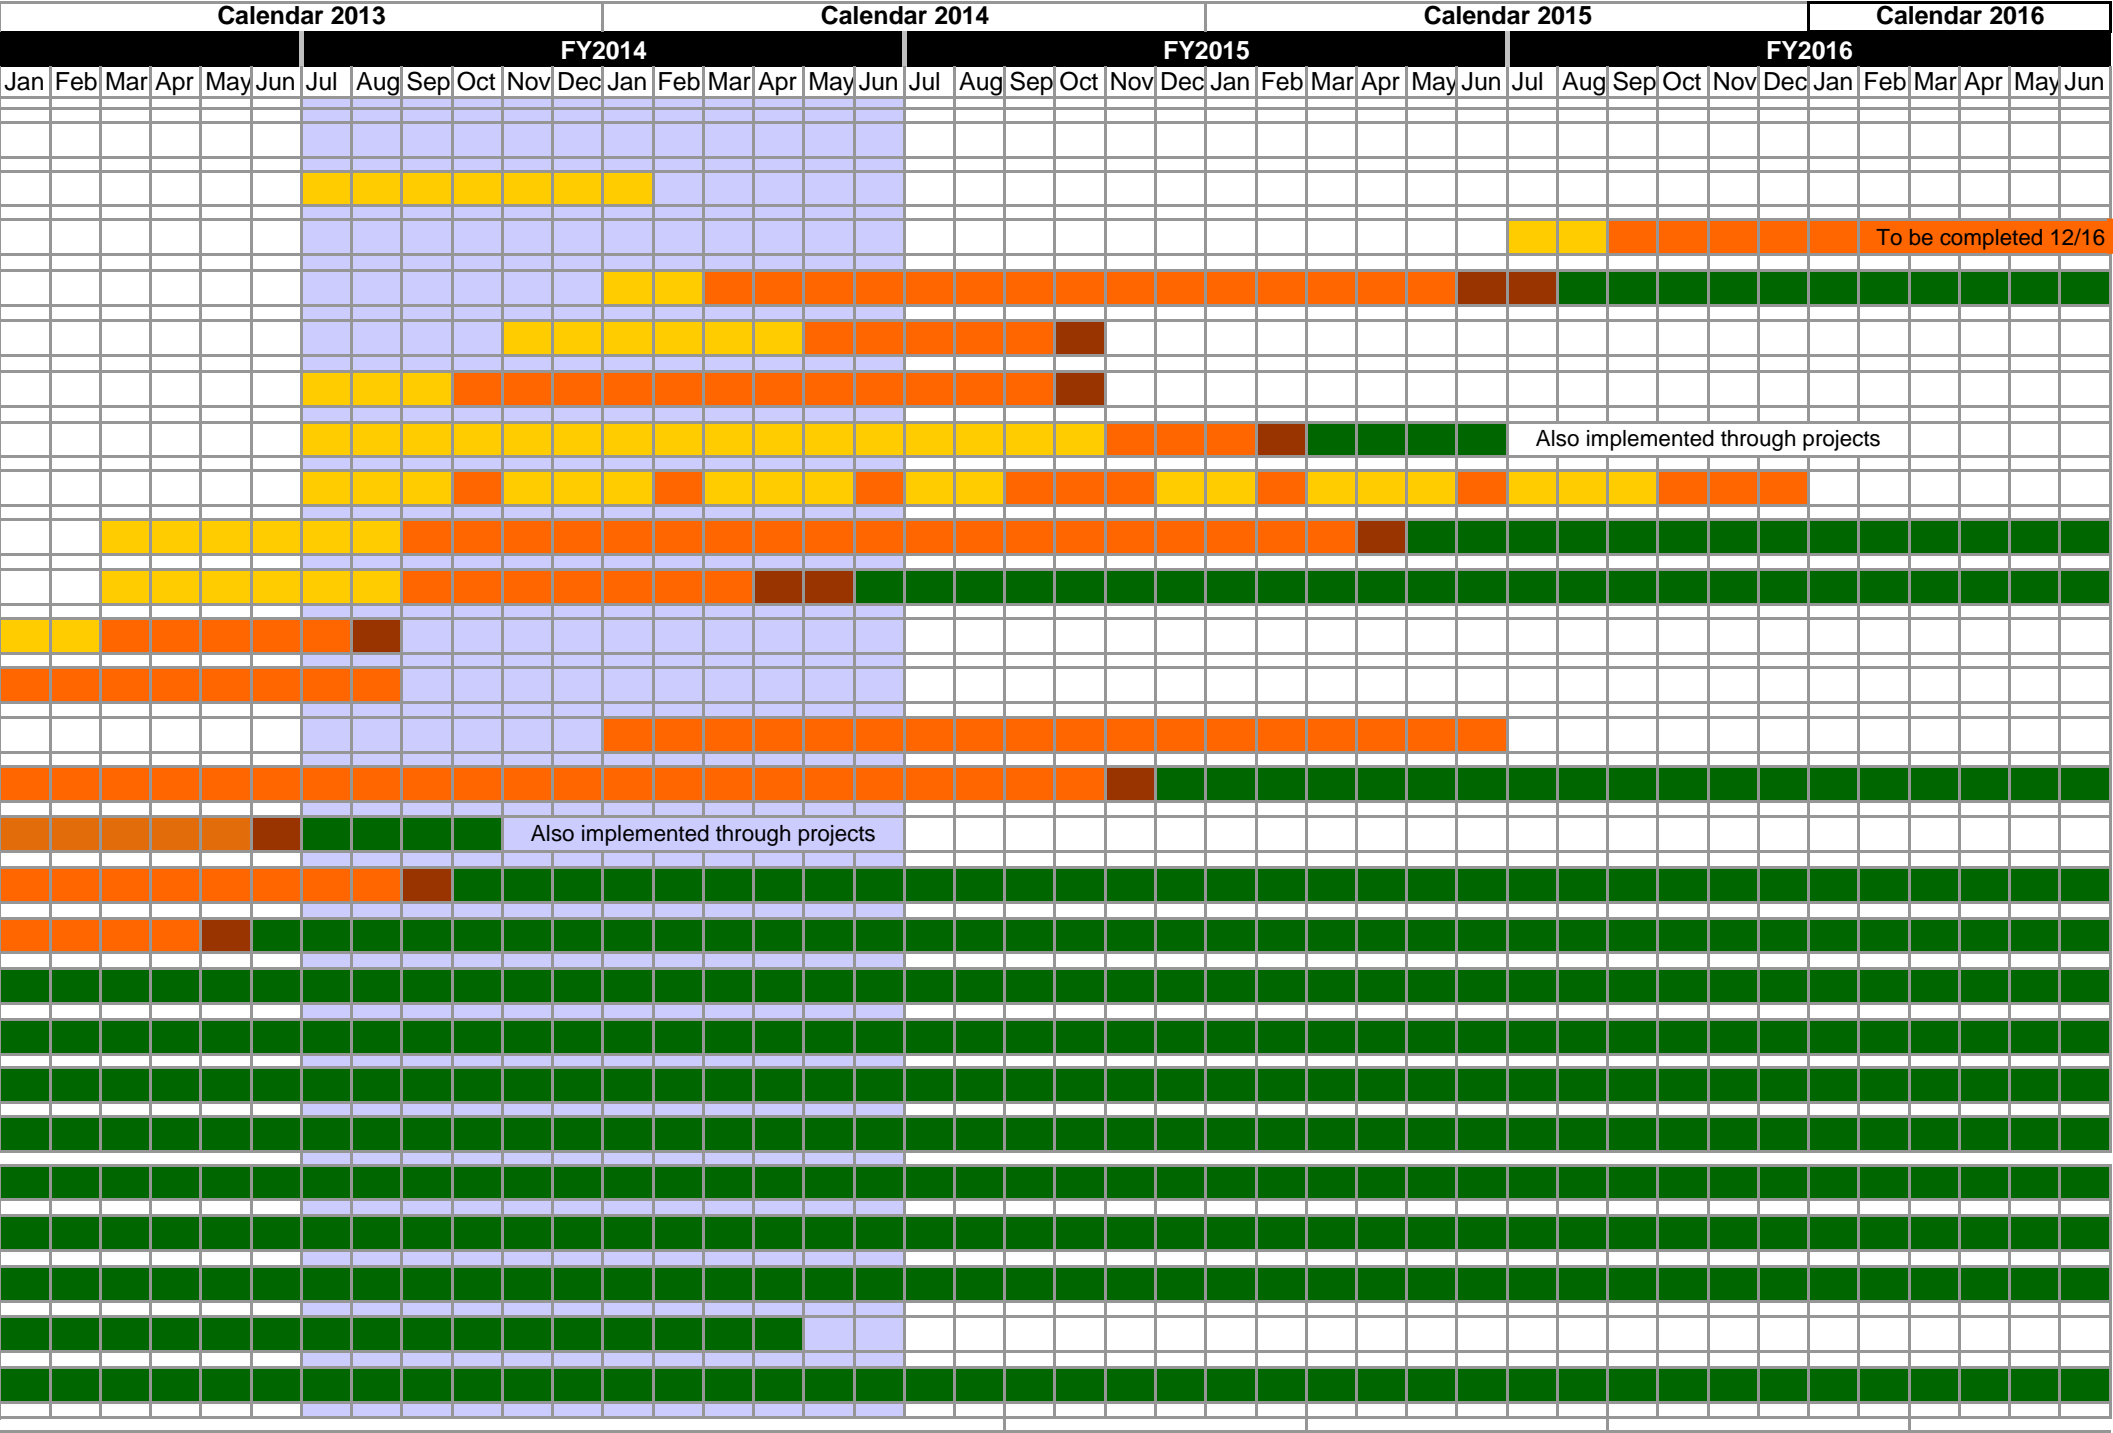 Calendar 2013 Calendar 2014 Calendar 2015 Calendar 2016
FY2014 FY2015 FY2016
Jan Feb Mar Apr May Jun Jul Aug Sep Oct Nov Dec Jan Feb Mar Apr May Jun Jul Aug Sep Oct Nov Dec Jan Feb Mar Apr May Jun Jul Aug Sep Oct Nov Dec Jan Feb Mar Apr May Jun
To be completed 12/16
Also implemented through projects
Also implemented through projects